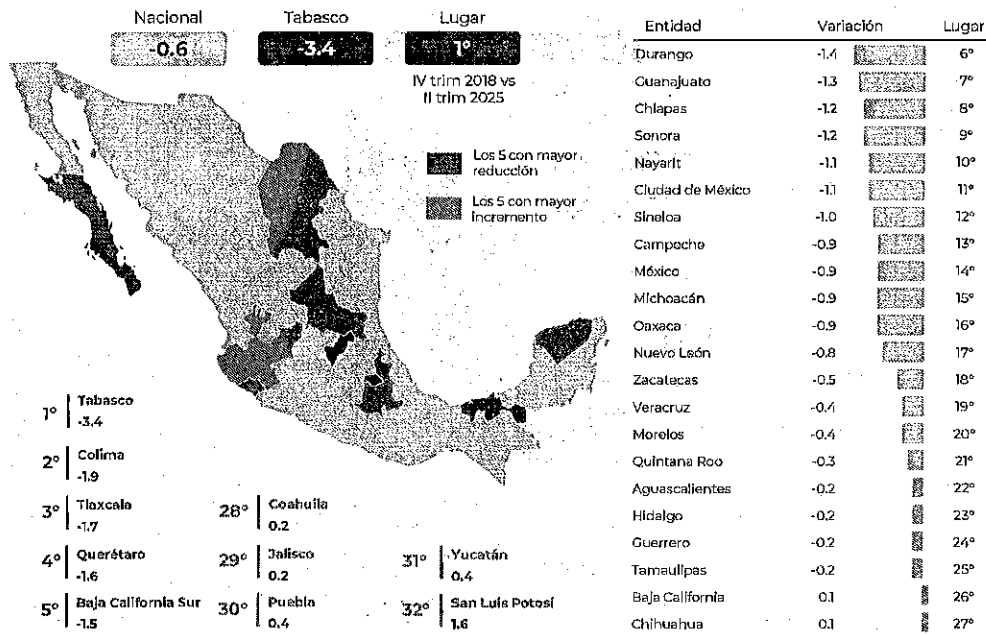 Nacional
-0.6
Tabasco
-3.4
Lugar
1°
IV trim 2018 vs
II trim 2025
Los 5 con mayor
reducción
Los 5 con mayor
incremento
1° Tabasco
-3.4
2° Colima
-1.9
3° Tlaxcala
-1.7
4° Querétaro
-1.6
5° Baja California Sur
-1.5
28° Coahuila
0.2
29° Jalisco
0.2
30° Puebla
0.4
31° Yucatán
0.4
32° San Luis Potosí
1.6
Entidad Variación Lugar
Durango -1.4 6°
Guanajuato -1.3 7°
Chiapas -1.2 8°
Sonora -1.2 9°
Nayarit -1.1 10°
Ciudad de México -1.1 11°
Sinaloa -1.0 12°
Campeche -0.9 13°
México -0.9 14°
Michoacán -0.9 15°
Oaxaca -0.9 16°
Nuevo León -0.8 17°
Zacatecas -0.5 18°
Veracruz -0.4 19°
Morelos -0.4 20°
Quintana Roo -0.3 21°
Aguascalientes -0.2 22°
Hidalgo -0.2 23°
Guerrero -0.2 24°
Tamaulipas -0.2 25°
Baja California 0.1 26°
Chihuahua 0.1 27°